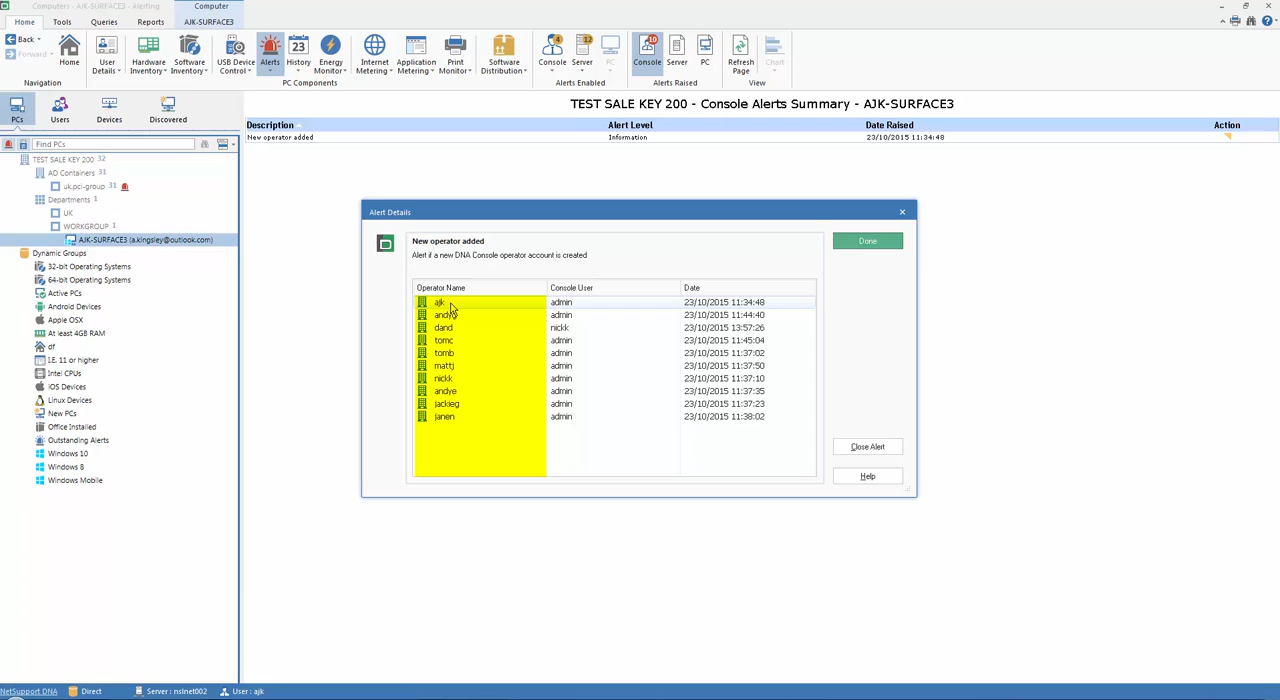 Computers - AJK-SURFACE3 - Alerting
Computer
Home Tools Queries Reports AJK-SURFACE3
Back
Forward
Home
User Details
Hardware Inventory
Software Inventory
USB Device Control
Alerts
History
23
Energy Monitor
Internet Metering
Application Metering
Print Monitor
Software Distribution
Console
4
Server
12
PC
Console
10
Server
PC
Refresh Page
Chart
Navigation
PC Components
Alerts Enabled
Alerts Raised
View
PCs
Users
Devices
Discovered
Find PCs
TEST SALE KEY 200 32
AD Containers 31
uk.pci-group 31
Departments 1
UK
WORKGROUP 1
AJK-SURFACE3 (a.kingsley@outlook.com)
Dynamic Groups
32-bit Operating Systems
64-bit Operating Systems
Active PCs
Android Devices
Apple OSX
At least 4GB RAM
df
I.E. 11 or higher
Intel CPUs
iOS Devices
Linux Devices
New PCs
Office Installed
Outstanding Alerts
Windows 10
Windows 8
Windows Mobile
TEST SALE KEY 200 - Console Alerts Summary - AJK-SURFACE3
Description Alert Level Date Raised Action
New operator added Information 23/10/2015 11:34:48
Alert Details
New operator added
Alert if a new DNA Console operator account is created
Operator Name Console User Date
ajk admin 23/10/2015 11:34:48
admin 23/10/2015 11:44:40
dand nickk 23/10/2015 13:57:26
tomc admin 23/10/2015 11:45:04
tomb admin 23/10/2015 11:37:02
mattj admin 23/10/2015 11:37:50
nickk admin 23/10/2015 11:37:10
andye admin 23/10/2015 11:37:35
jackieg admin 23/10/2015 11:37:23
janen admin 23/10/2015 11:38:02
Done
Close Alert
Help
NetSupport DNA Direct Server : nslnet002 User : ajk